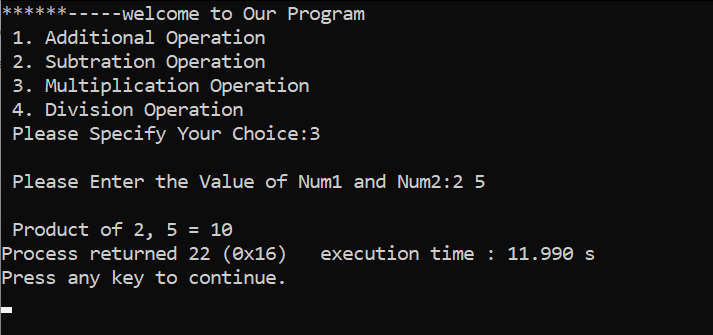 ******-----welcome to Our Program
1. Additional Operation
2. Subtration Operation
3. Multiplication Operation
4. Division Operation
Please Specify Your Choice:3
Please Enter the Value of Num1 and Num2:2 5
Product of 2, 5 = 10
Process returned 22 (0x16)   execution time : 11.990 s
Press any key to continue.